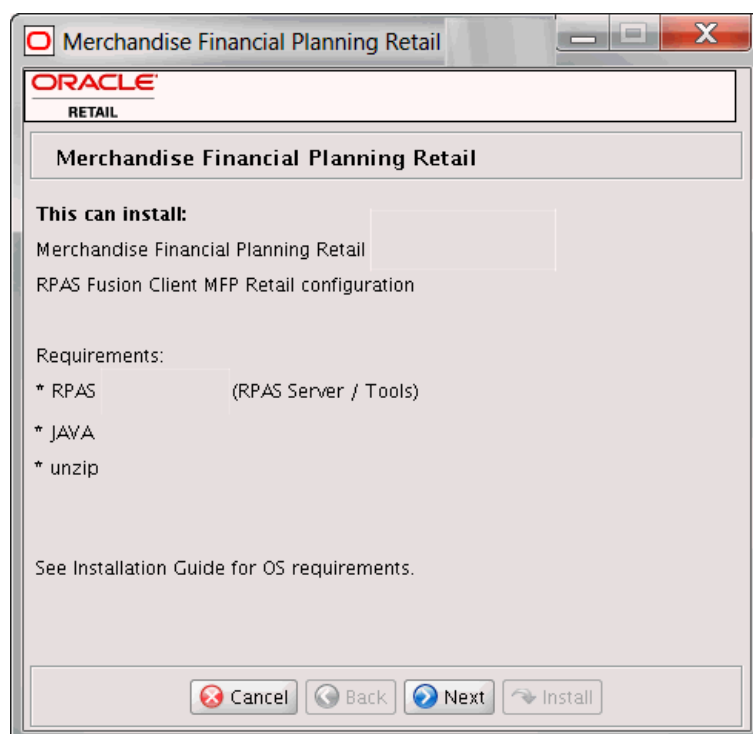 Merchandise Financial Planning Retail
ORACLE
RETAIL
Merchandise Financial Planning Retail
This can install:
Merchandise Financial Planning Retail
RPAS Fusion Client MFP Retail configuration
Requirements:
* RPAS (RPAS Server / Tools)
* JAVA
* unzip
See Installation Guide for OS requirements.
Cancel Back Next Install